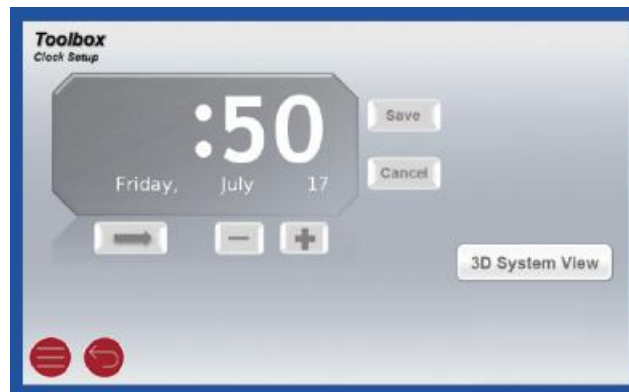 Toolbox
Clock Setup
:50
Friday, July 17
Save
Cancel
3D System View